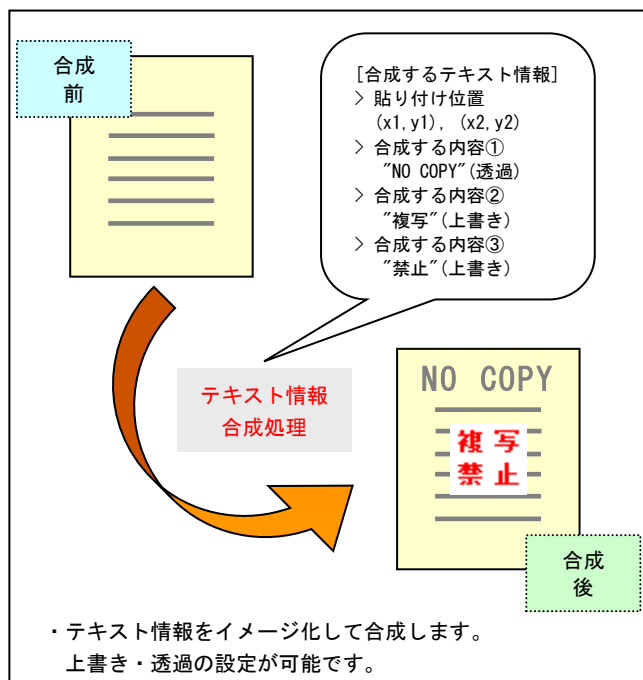 合成
前
[合成するテキスト情報]
> 貼り付け位置
(x1,y1), (x2,y2)
> 合成する内容①
"NO COPY"(透過)
> 合成する内容②
"複写"(上書き)
> 合成する内容③
"禁止"(上書き)
テキスト情報
合成処理
NO COPY
複写
禁止
合成
後
・テキスト情報をイメージ化して合成します。
上書き・透過の設定が可能です。